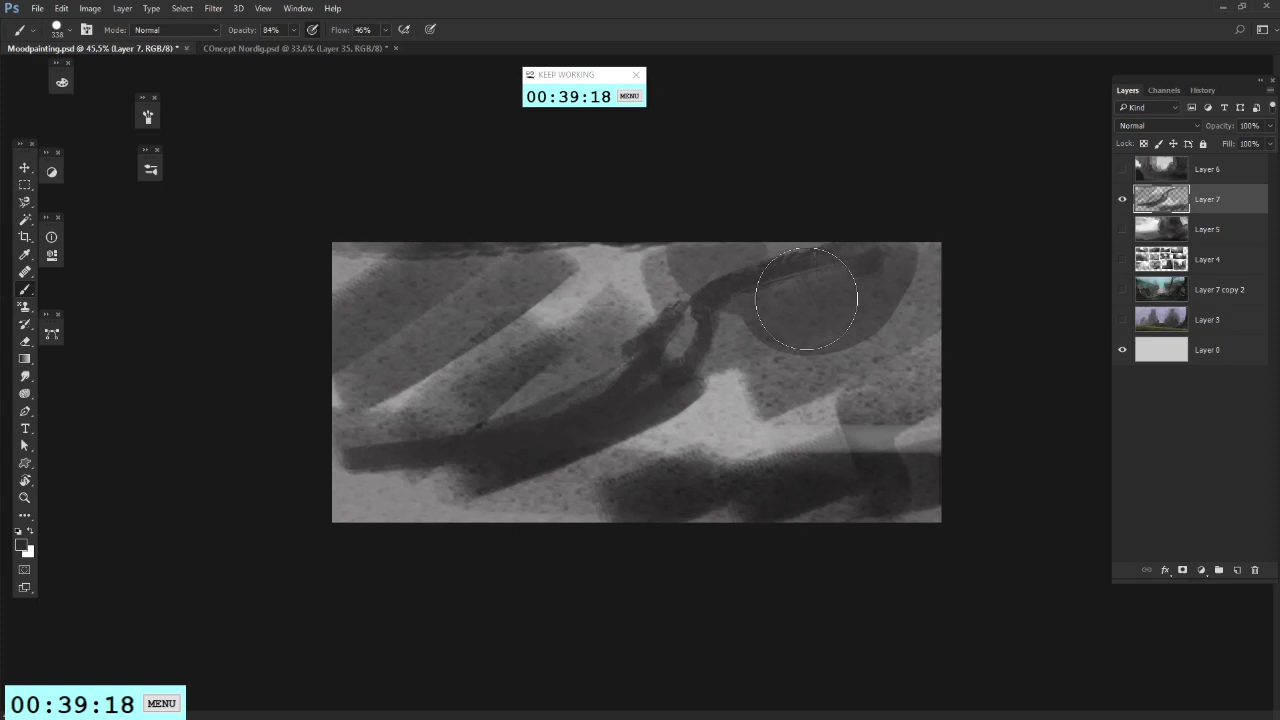 Ps File Edit Image Layer Type Select Filter 3D View Window Help
338 Mode: Normal Opacity: 84% Flow: 46%
Moodpainting.psd @ 45,5% (Layer 7, RGB/8) * × COncept Nordig.psd @ 33,6% (Layer 35, RGB/8) * ×
KEEP WORKING
00:39:18 MENU
Layers Channels History
Kind
Normal Opacity: 100%
Lock: Fill: 100%
Layer 6
Layer 7
Layer 5
Layer 4
Layer 7 copy 2
Layer 3
Layer 0
fx
00:39:18 MENU